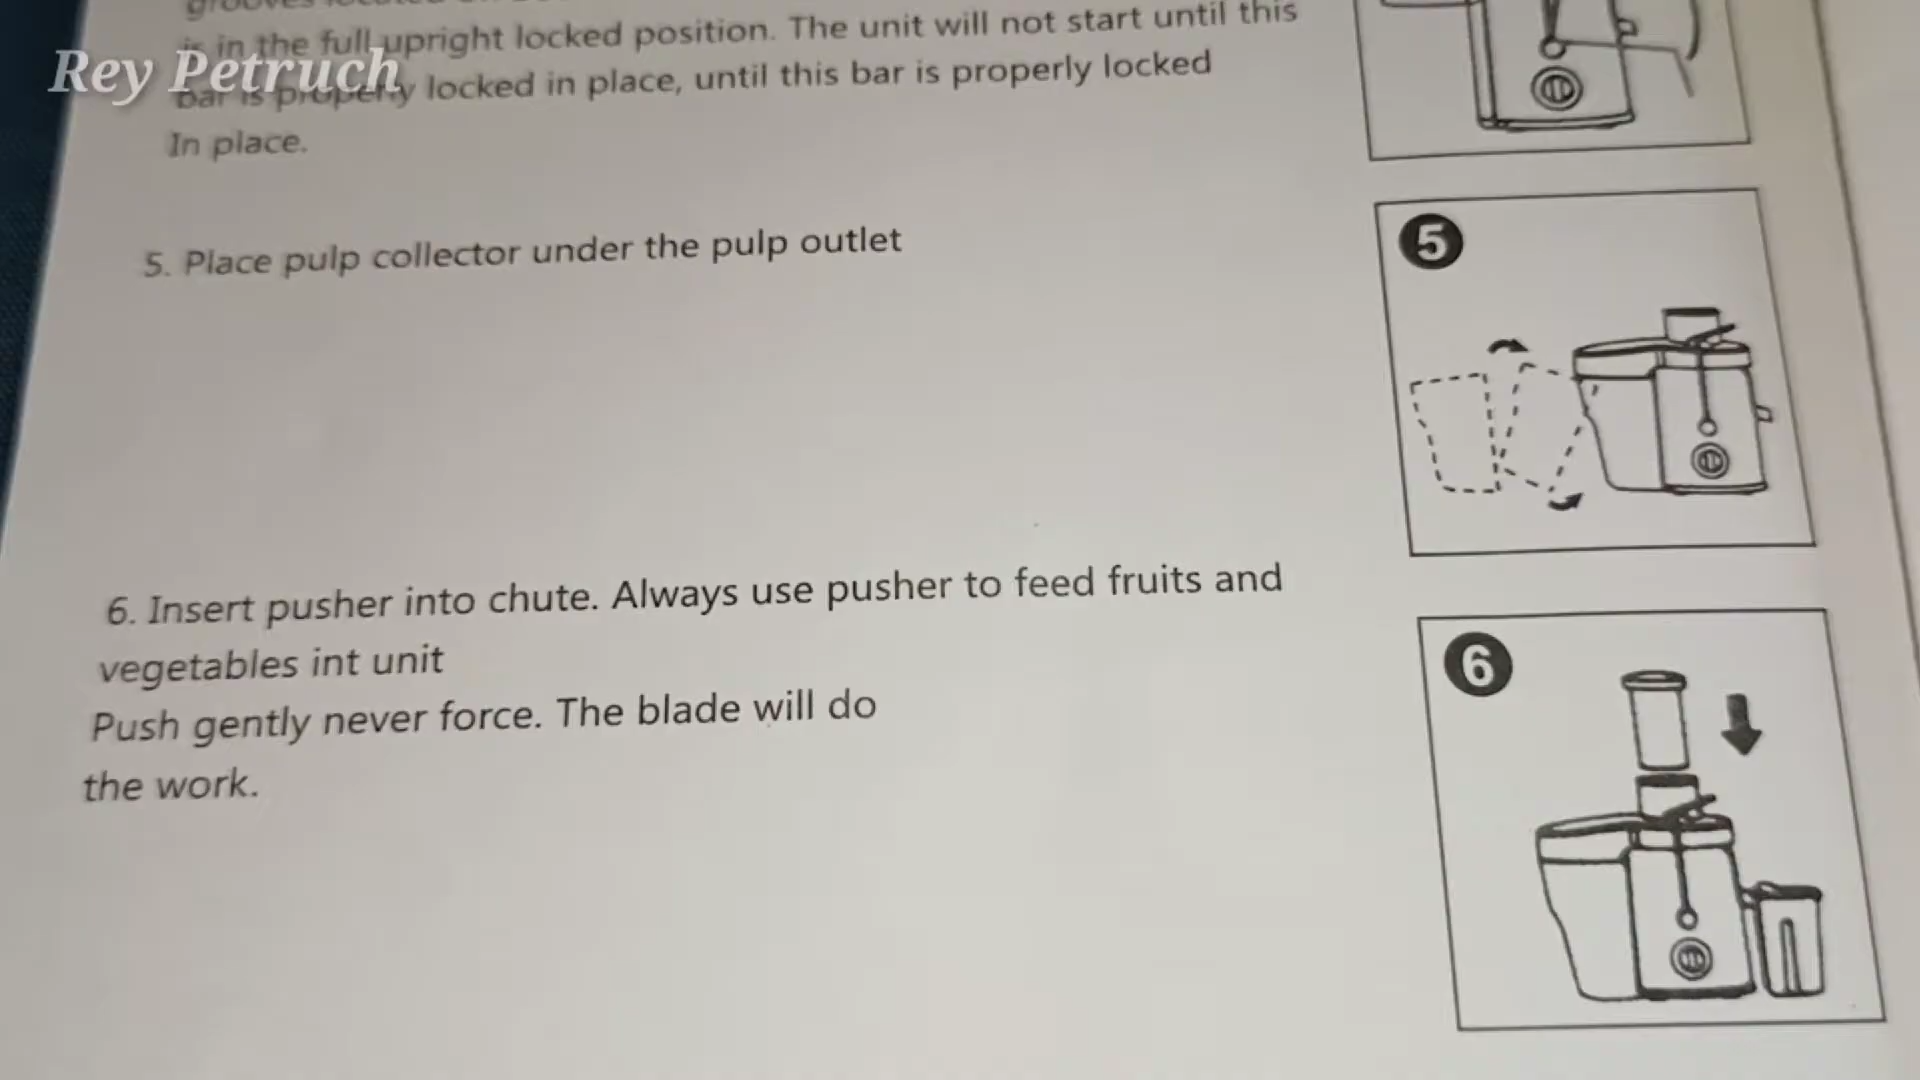 Rey Petruch
is in the full upright locked position. The unit will not start until this
bar is properly locked in place, until this bar is properly locked
In place.
5. Place pulp collector under the pulp outlet
5
6. Insert pusher into chute. Always use pusher to feed fruits and
vegetables int unit
Push gently never force. The blade will do
the work.
6